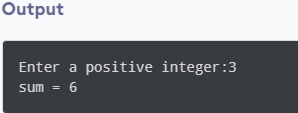 Output
Enter a positive integer:3
sum = 6